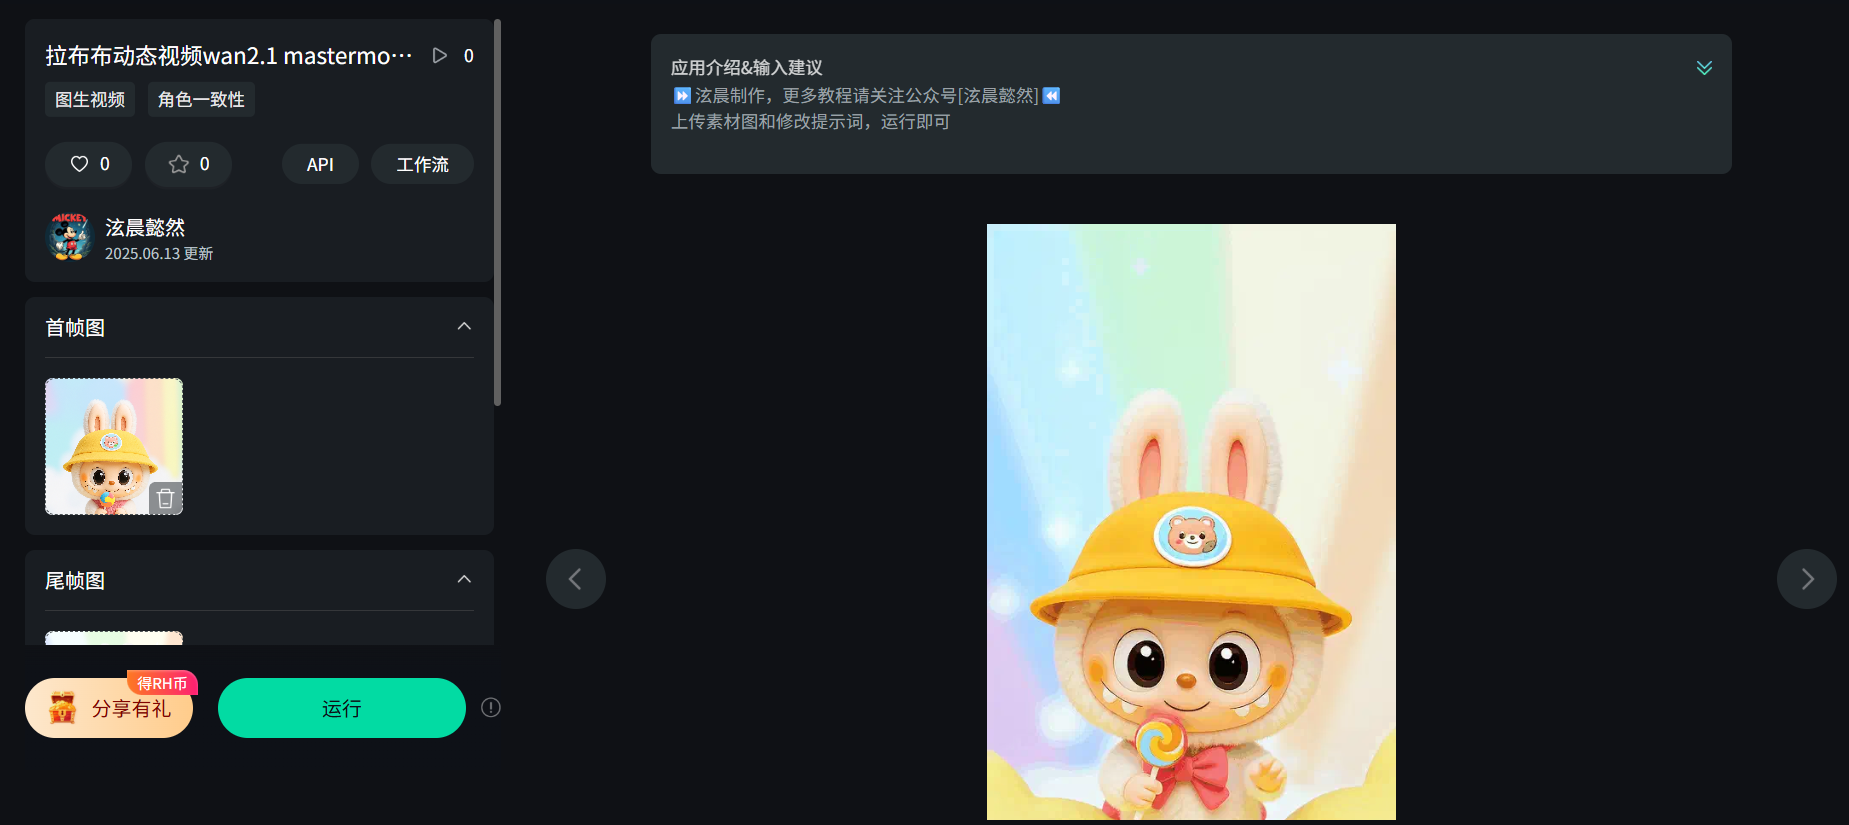 拉布布动态视频wan2.1 mastermo… 0
图生视频 角色一致性
0 0 API 工作流
MICKEY
泫晨懿然
2025.06.13 更新
首帧图
尾帧图
得RH币
分享有礼
运行
应用介绍&输入建议
⏩泫晨制作，更多教程请关注公众号[泫晨懿然]⏪
上传素材图和修改提示词，运行即可